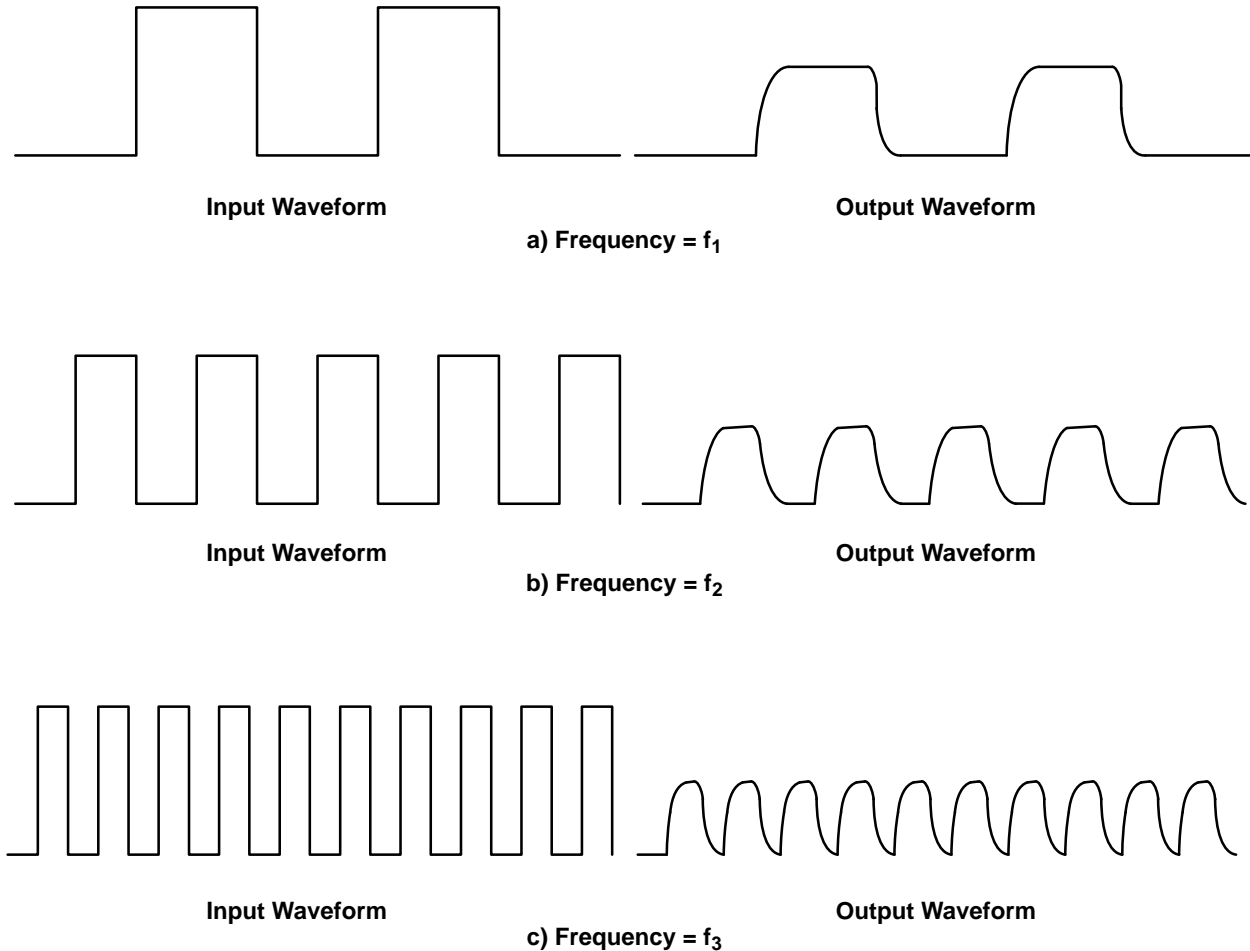 Input Waveform
Output Waveform
a) Frequency = f₁
Input Waveform
Output Waveform
b) Frequency = f₂
Input Waveform
Output Waveform
c) Frequency = f₃